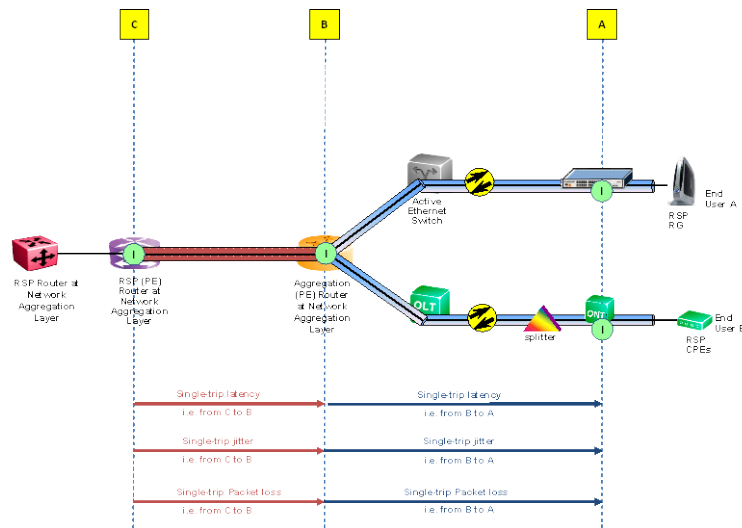 C
B
A
Active
Ethernet
Switch
I
RSP
RG
End
User A
I
I
RSP Router at
Network
Aggregation
Layer
RSP (PE)
Router at
Network
Aggregation
Layer
Aggregation
(PE) Router
at Network
Aggregation
Layer
OLT
splitter
ONT
I
RSP
CPEs
End
User B
Single-trip latency
i.e. from C to B
Single-trip latency
i.e. from B to A
Single-trip jitter
i.e. from C to B
Single-trip jitter
i.e. from B to A
Single-trip Packet loss
i.e. from C to B
Single-trip Packet loss
i.e. from B to A